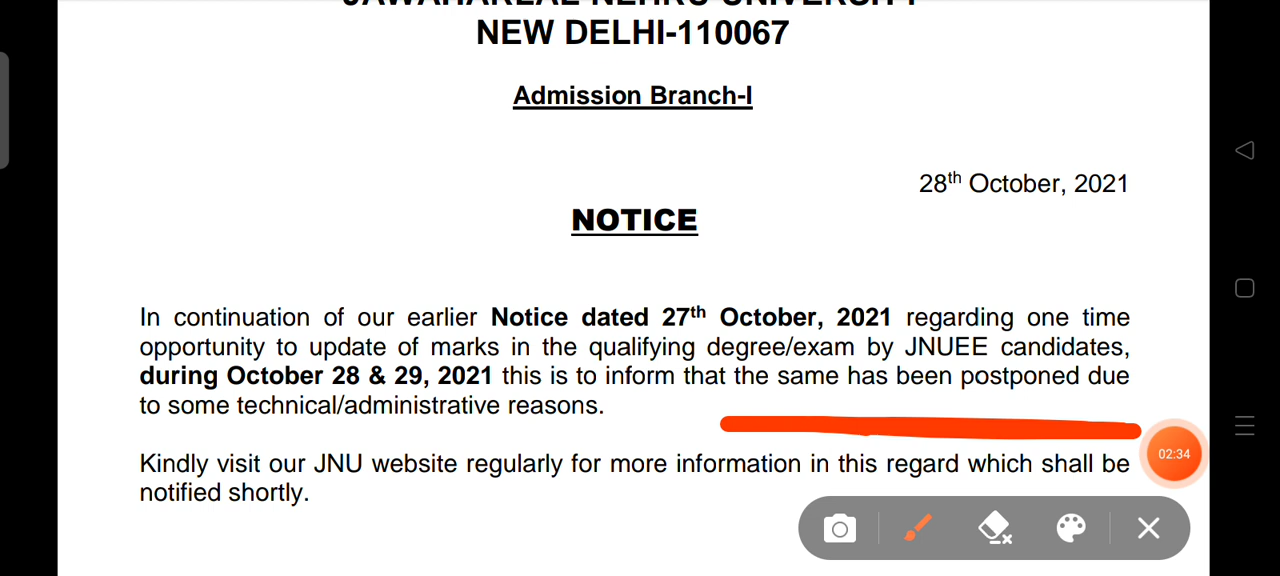 JAWAHARLAL NEHRU UNIVERSITY
NEW DELHI-110067
Admission Branch-I
28th October, 2021
NOTICE
In continuation of our earlier Notice dated 27th October, 2021 regarding one time
opportunity to update of marks in the qualifying degree/exam by JNUEE candidates,
during October 28 & 29, 2021 this is to inform that the same has been postponed due
to some technical/administrative reasons.
Kindly visit our JNU website regularly for more information in this regard which shall be
notified shortly.
02:34